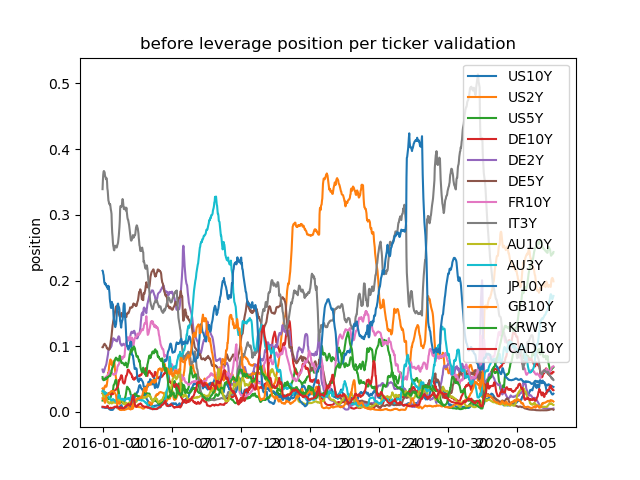 before leverage position per ticker validation
0.5
0.4
0.3
0.2
0.1
0.0
position
US10Y
US2Y
US5Y
DE10Y
DE2Y
DE5Y
FR10Y
IT3Y
AU10Y
AU3Y
JP10Y
GB10Y
KRW3Y
CAD10Y
2016-01-01 2016-10-07 2017-07-13 2018-04-19 2019-01-24 2019-10-30 2020-08-05